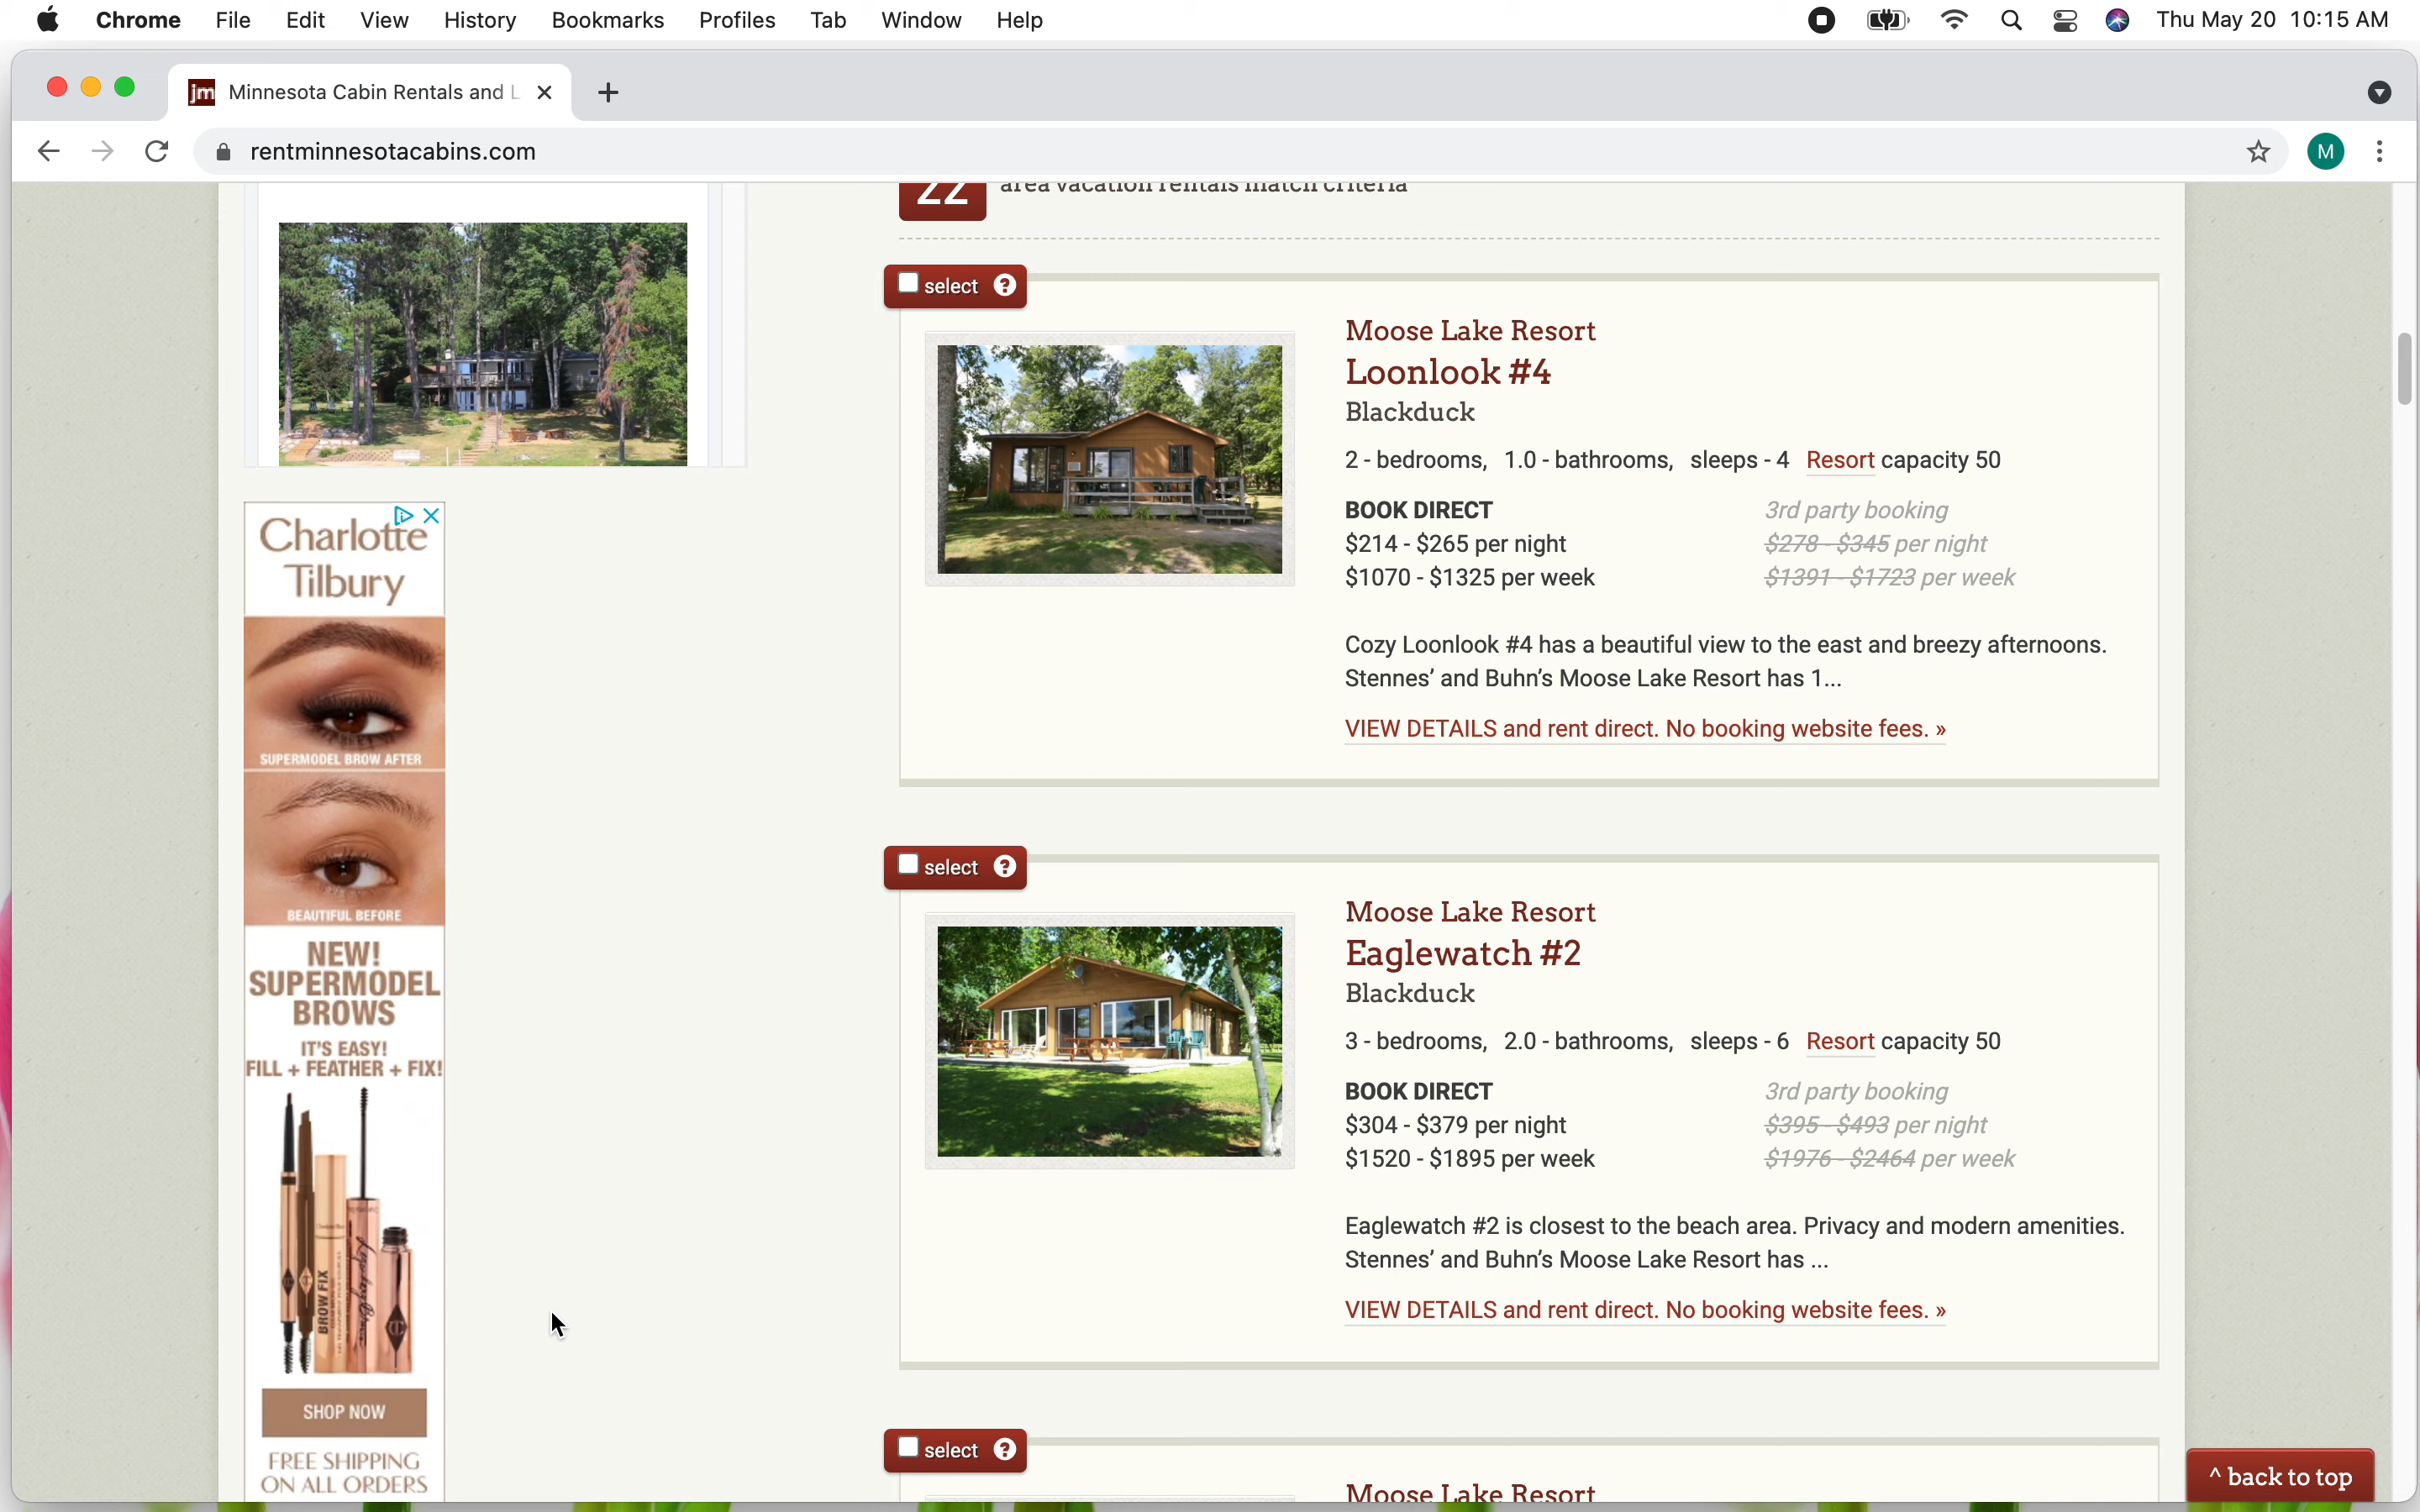 Chrome File Edit View History Bookmarks Profiles Tab Window Help Thu May 20 10:15 AM
jm Minnesota Cabin Rentals and L
rentminnesotacabins.com M
22 area vacation rentals match criteria
select ?
Moose Lake Resort
Loonlook #4
Blackduck
2 - bedrooms, 1.0 - bathrooms, sleeps - 4 Resort capacity 50
BOOK DIRECT 3rd party booking
$214 - $265 per night $278 - $345 per night
$1070 - $1325 per week $1391 - $1723 per week
Cozy Loonlook #4 has a beautiful view to the east and breezy afternoons.
Stennes’ and Buhn’s Moose Lake Resort has 1...
VIEW DETAILS and rent direct. No booking website fees. »
select ?
Moose Lake Resort
Eaglewatch #2
Blackduck
3 - bedrooms, 2.0 - bathrooms, sleeps - 6 Resort capacity 50
BOOK DIRECT 3rd party booking
$304 - $379 per night $395 - $493 per night
$1520 - $1895 per week $1976 - $2464 per week
Eaglewatch #2 is closest to the beach area. Privacy and modern amenities.
Stennes’ and Buhn’s Moose Lake Resort has ...
VIEW DETAILS and rent direct. No booking website fees. »
select ?
Moose Lake Resort
^ back to top
Charlotte
Tilbury
SUPERMODEL BROW AFTER
BEAUTIFUL BEFORE
NEW!
SUPERMODEL
BROWS
IT'S EASY!
FILL + FEATHER + FIX!
BROW FIX
SHOP NOW
FREE SHIPPING
ON ALL ORDERS